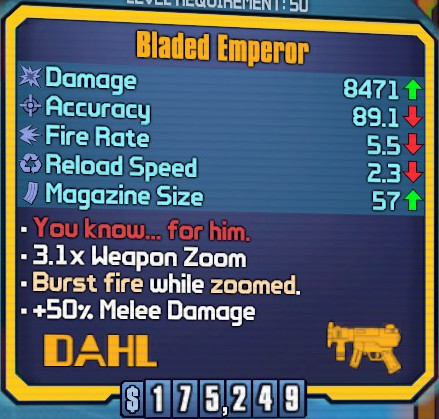 LEVEL REQUIREMENT: 50
Bladed Emperor
Damage 8471
Accuracy 89.1
Fire Rate 5.5
Reload Speed 2.3
Magazine Size 57
• You know... for him.
• 3.1x Weapon Zoom
• Burst fire while zoomed.
• +50% Melee Damage
DAHL
$175,249